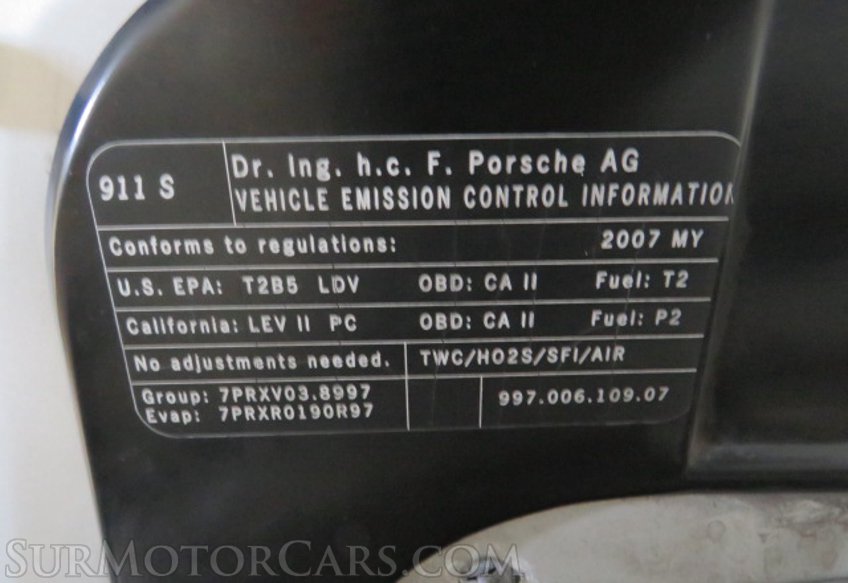 911 S
Dr. Ing. h.c. F. Porsche AG
VEHICLE EMISSION CONTROL INFORMATION
Conforms to regulations: 2007 MY
U.S. EPA: T2B5 LDV OBD: CA II Fuel: T2
California: LEV II PC OBD: CA II Fuel: P2
No adjustments needed. TWC/HO2S/SFI/AIR
Group: 7PRXV03.8997
Evap: 7PRXR0190R97
997.006.109.07
SURMOTORCARS.COM